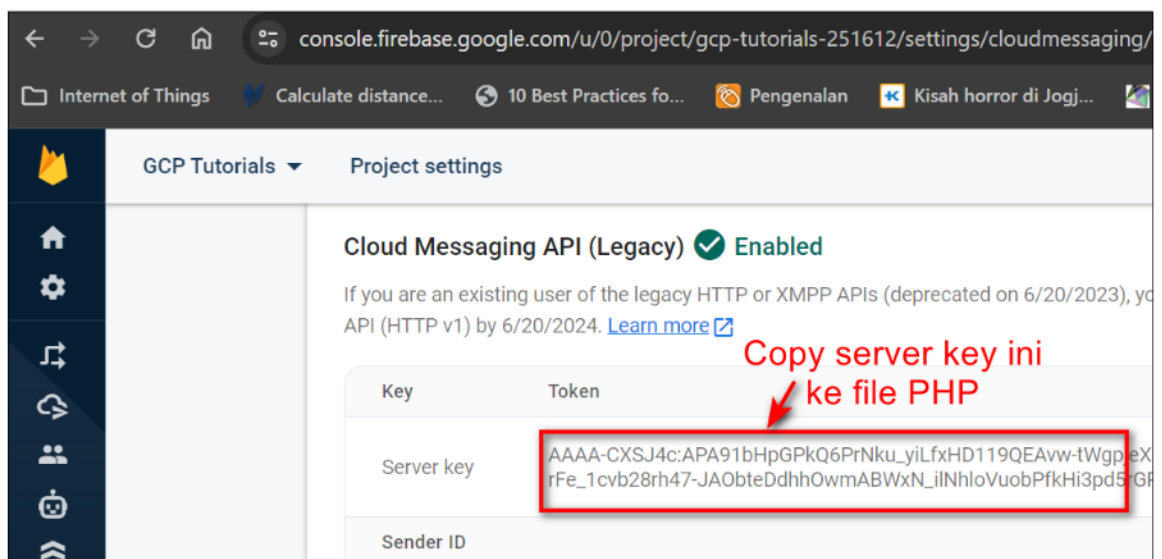 console.firebase.google.com/u/0/project/gcp-tutorials-251612/settings/cloudmessaging/
Internet of Things Calculate distance... 10 Best Practices fo... Pengenalan Kisah horror di Jogj...
GCP Tutorials Project settings
Cloud Messaging API (Legacy) Enabled
If you are an existing user of the legacy HTTP or XMPP APIs (deprecated on 6/20/2023), yo
API (HTTP v1) by 6/20/2024. Learn more
Copy server key ini
ke file PHP
Key Token
Server key
AAAA-CXSJ4c:APA91bHpGPkQ6PrNku_yiLfxHD119QEAvw-tWgp
rFe_1cvb28rh47-JAObteDdhhOwmABWxN_ilNhloVuobPfkHi3pd5rGF
Sender ID